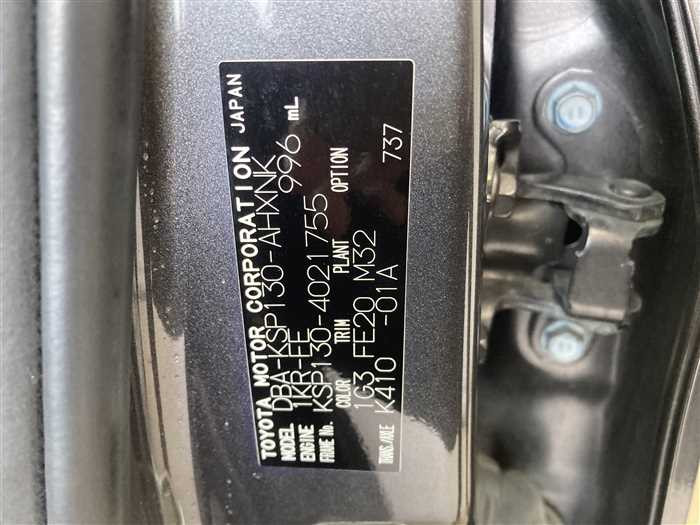 TOYOTA MOTOR CORPORATION JAPAN
MODEL DBA-KSP130-AHXNK
ENGINE 1KR-FE 996 mL
FRAME No. KSP130-4021755
COLOR TRIM PLANT OPTION
1G3 FE20 M32
TRANS/AXLE K410 -01A 737